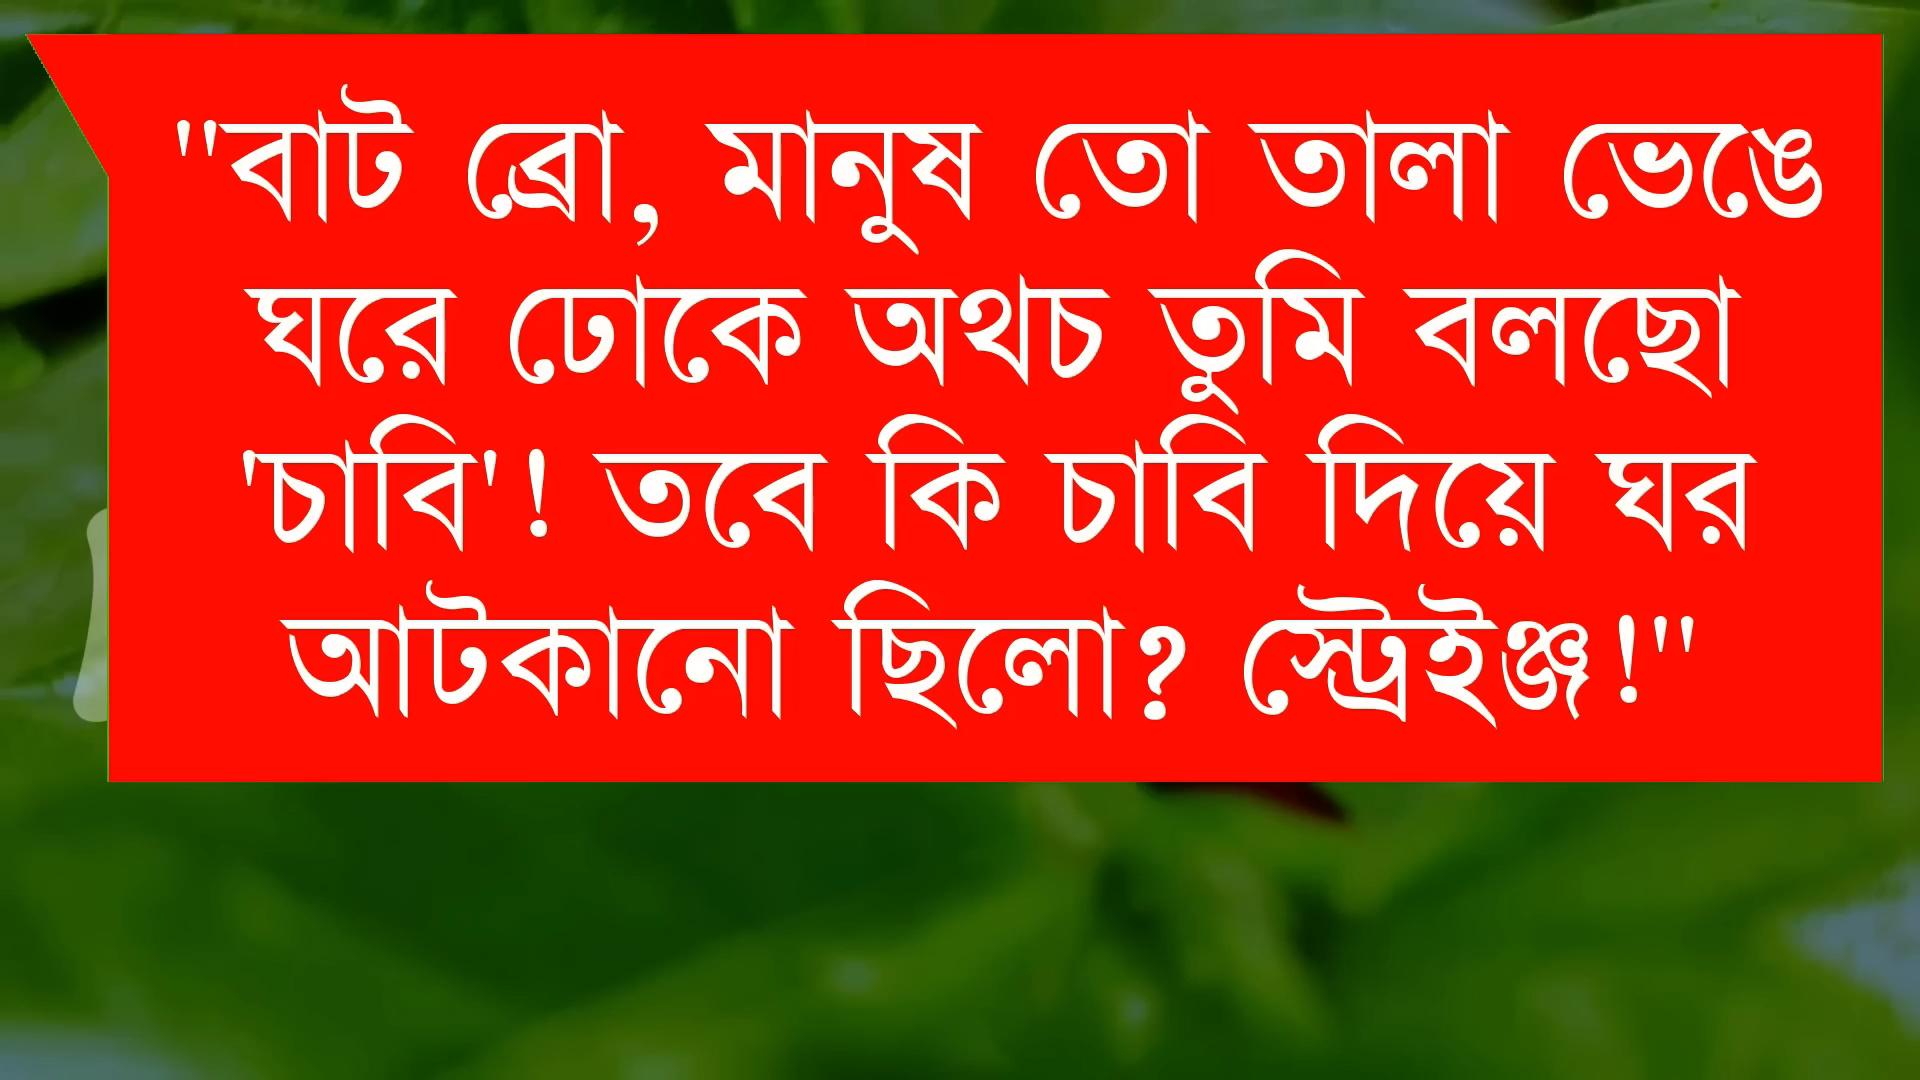 "বাট ব্রো, মানুষ তো তালা ভেঙে
ঘরে ঢোকে অথচ তুমি বলছো
'চাবি'! তবে কি চাবি দিয়ে ঘর
আটকানো ছিলো? স্ট্রেইঞ্জ!"